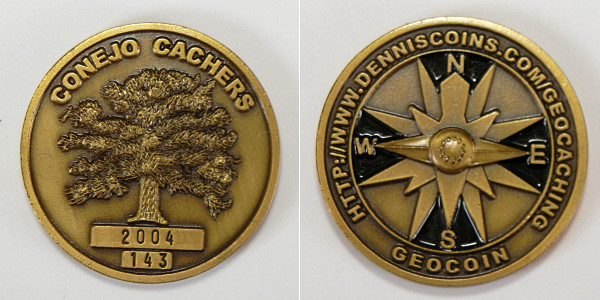 CONEJO CACHERS
2004
143
HTTP://WWW.DENNISCOINS.COM/GEOCACHING
N
W
E
S
GEOCOIN